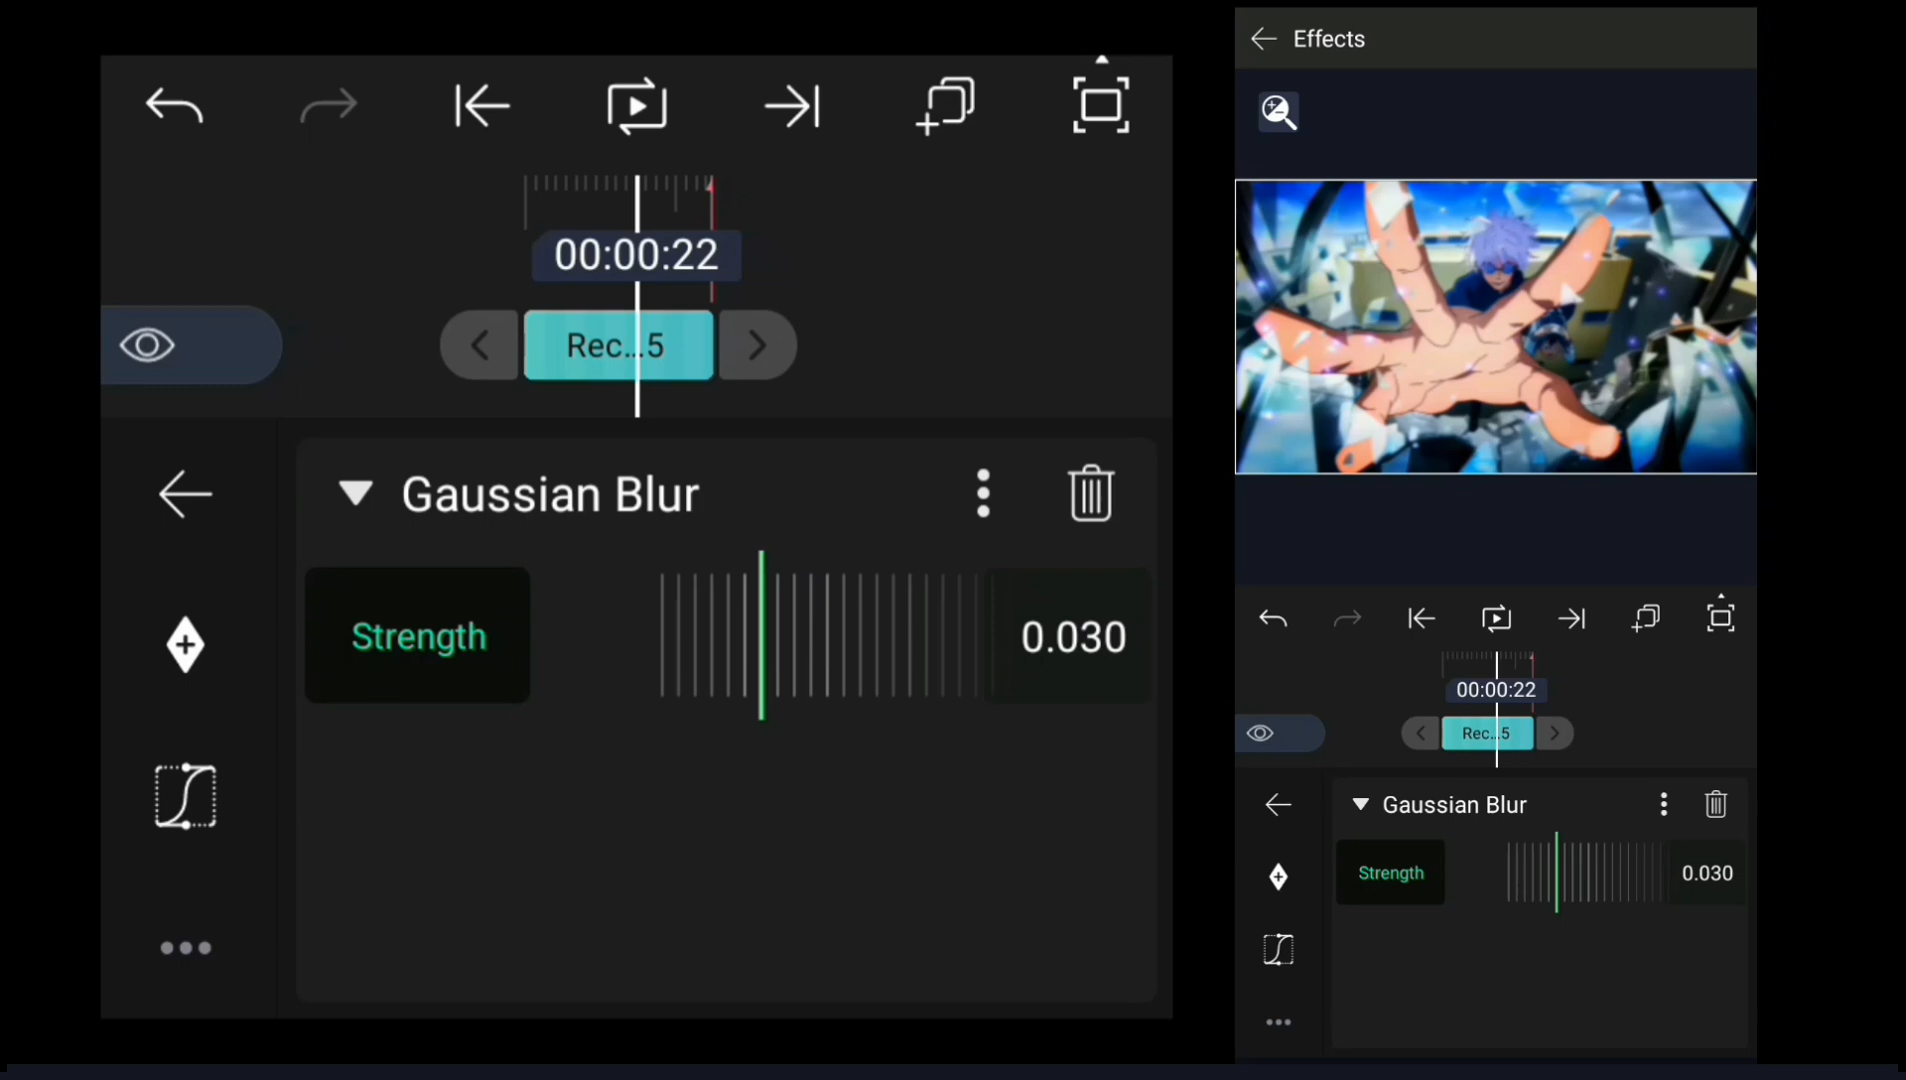 00:00:22
Rec...5
Gaussian Blur
Strength
0.030
Effects
00:00:22
Rec...5
Gaussian Blur
Strength
0.030